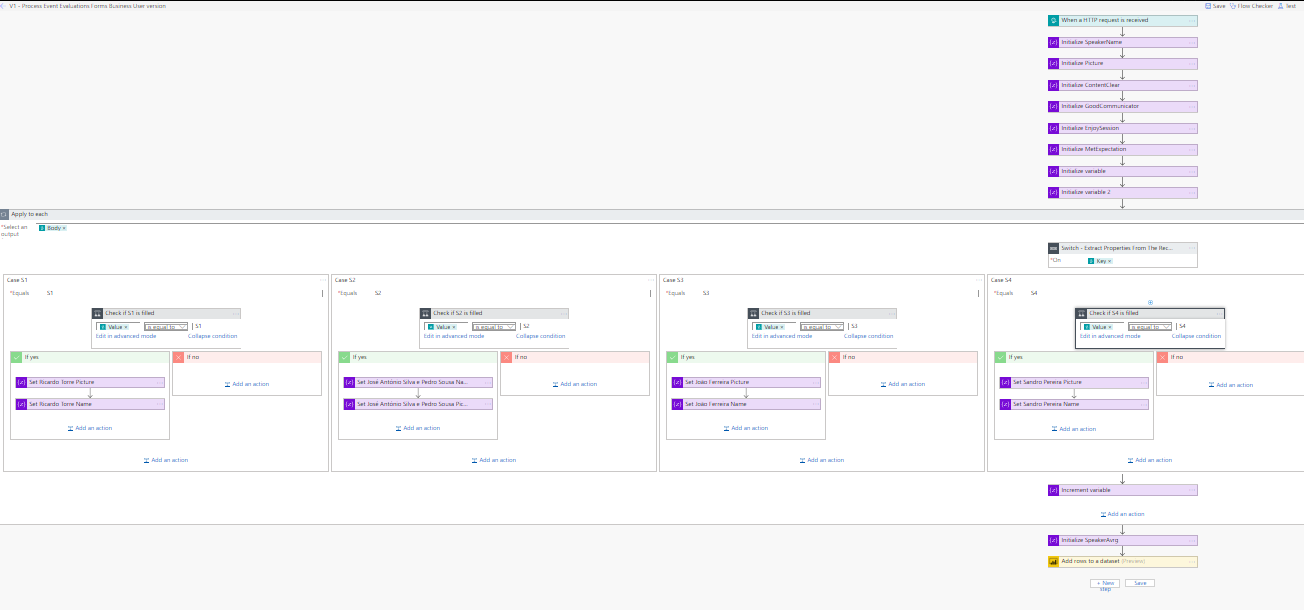 V1 - Process Event Evaluations Forms Business User version
Save
Flow Checker
Test
When a HTTP request is received
Initialize SpeakerName
Initialize Picture
Initialize ContentClear
Initialize GoodCommunicator
Initialize EnjoySession
Initialize MetExpectation
Initialize variable
Initialize variable 2
Apply to each
*Select an
output
Body ×
Switch - Extract Properties From The Rec...
*On
Key ×
Case S1
*Equals
S1
Check if S1 is filled
Value ×
is equal to
S1
Edit in advanced mode
Collapse condition
If yes
Set Ricardo Torre Picture
Set Ricardo Torre Name
Add an action
If no
Add an action
Add an action
Case S2
*Equals
S2
Check if S2 is filled
Value ×
is equal to
S2
Edit in advanced mode
Collapse condition
If yes
Set José António Silva e Pedro Sousa Na...
Set José António Silva e Pedro Sousa Pic...
Add an action
If no
Add an action
Add an action
Case S3
*Equals
S3
Check if S3 is filled
Value ×
is equal to
S3
Edit in advanced mode
Collapse condition
If yes
Set João Ferreira Picture
Set João Ferreira Name
Add an action
If no
Add an action
Add an action
Case S4
*Equals
S4
Check if S4 is filled
Value ×
is equal to
S4
Edit in advanced mode
Collapse condition
If yes
Set Sandro Pereira Picture
Set Sandro Pereira Name
Add an action
If no
Add an action
Add an action
Increment variable
Add an action
Initialize SpeakerAvrg
Add rows to a dataset (Preview)
+ New
step
Save